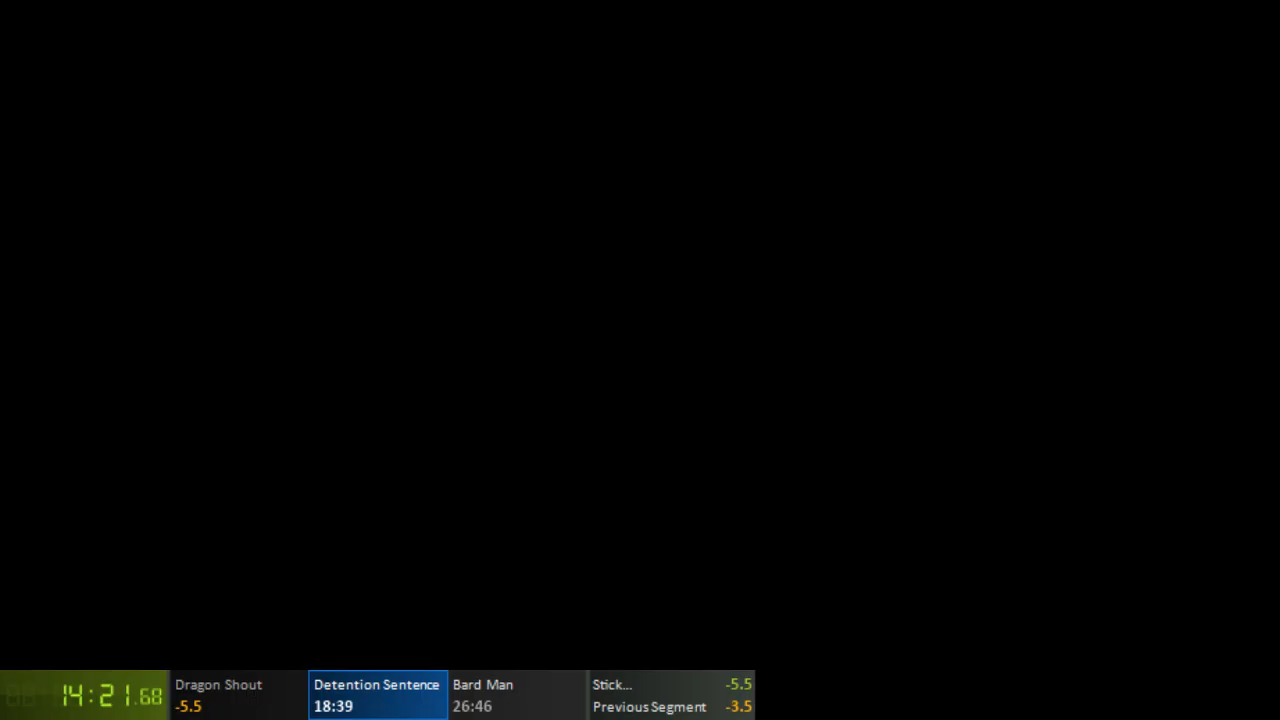 14:21.68
Dragon Shout
-5.5
Detention Sentence
18:39
Bard Man
26:46
Stick... -5.5
Previous Segment -3.5